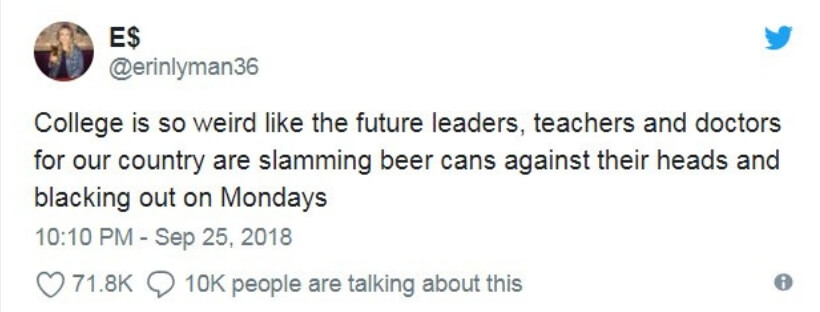 E$
@erinlyman36
College is so weird like the future leaders, teachers and doctors
for our country are slamming beer cans against their heads and
blacking out on Mondays
10:10 PM - Sep 25, 2018
71.8K 10K people are talking about this